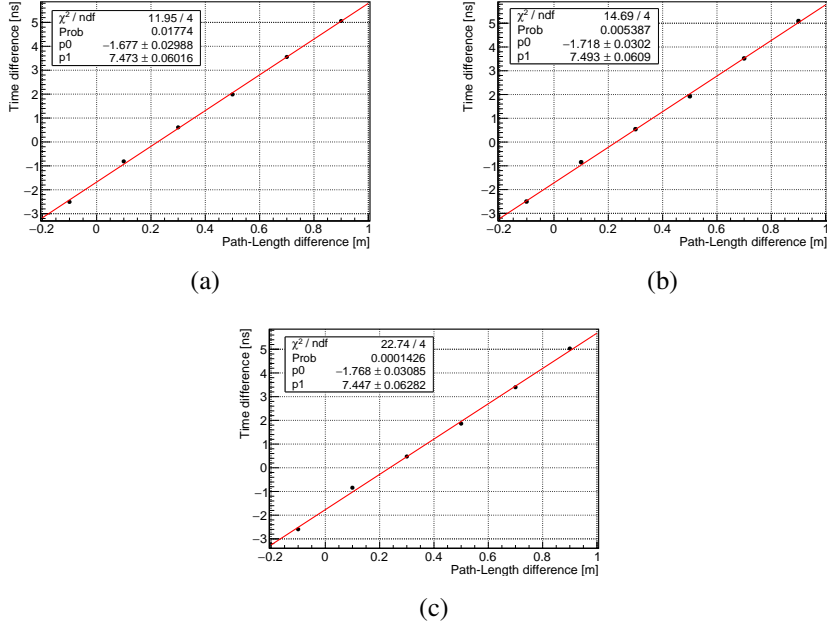 χ² / ndf 11.95 / 4
Prob 0.01774
p0 −1.677 ± 0.02988
p1 7.473 ± 0.06016
Time difference [ns]
5
4
3
2
1
0
−1
−2
−3
−0.2 0 0.2 0.4 0.6 0.8 1
Path-Length difference [m]
(a)
χ² / ndf 14.69 / 4
Prob 0.005387
p0 −1.718 ± 0.0302
p1 7.493 ± 0.0609
Time difference [ns]
5
4
3
2
1
0
−1
−2
−3
−0.2 0 0.2 0.4 0.6 0.8 1
Path-Length difference [m]
(b)
χ² / ndf 22.74 / 4
Prob 0.0001426
p0 −1.768 ± 0.03085
p1 7.447 ± 0.06282
Time difference [ns]
5
4
3
2
1
0
−1
−2
−3
−0.2 0 0.2 0.4 0.6 0.8 1
Path-Length difference [m]
(c)